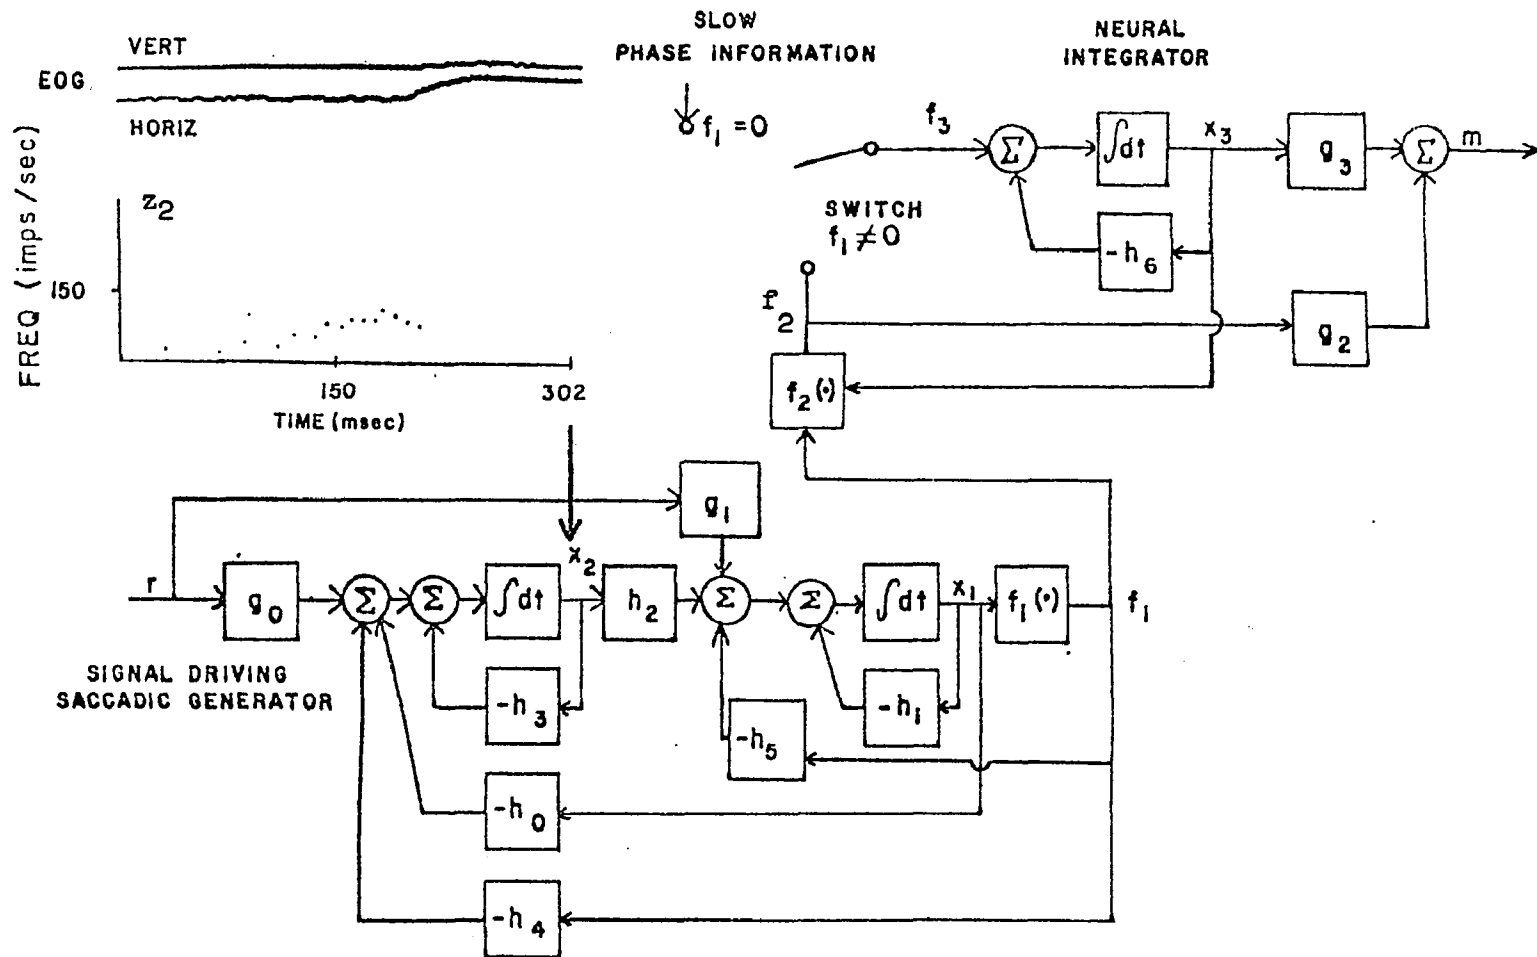 VERT
EOG
HORIZ
FREQ (imps/sec)
z₂
150
150
302
TIME (msec)
SLOW
PHASE INFORMATION
f₁ = 0
SWITCH
f₁ ≠ 0
NEURAL
INTEGRATOR
f₃
Σ
∫dt
x₃
g₃
Σ
m
-h₆
f₂
g₂
f₂(·)
g₁
r
g₀
Σ
Σ
∫dt
x₂
h₂
Σ
Σ
∫dt
x₁
f₁(·)
f₁
SIGNAL DRIVING
SACCADIC GENERATOR
-h₃
-h₁
-h₅
-h₀
-h₄